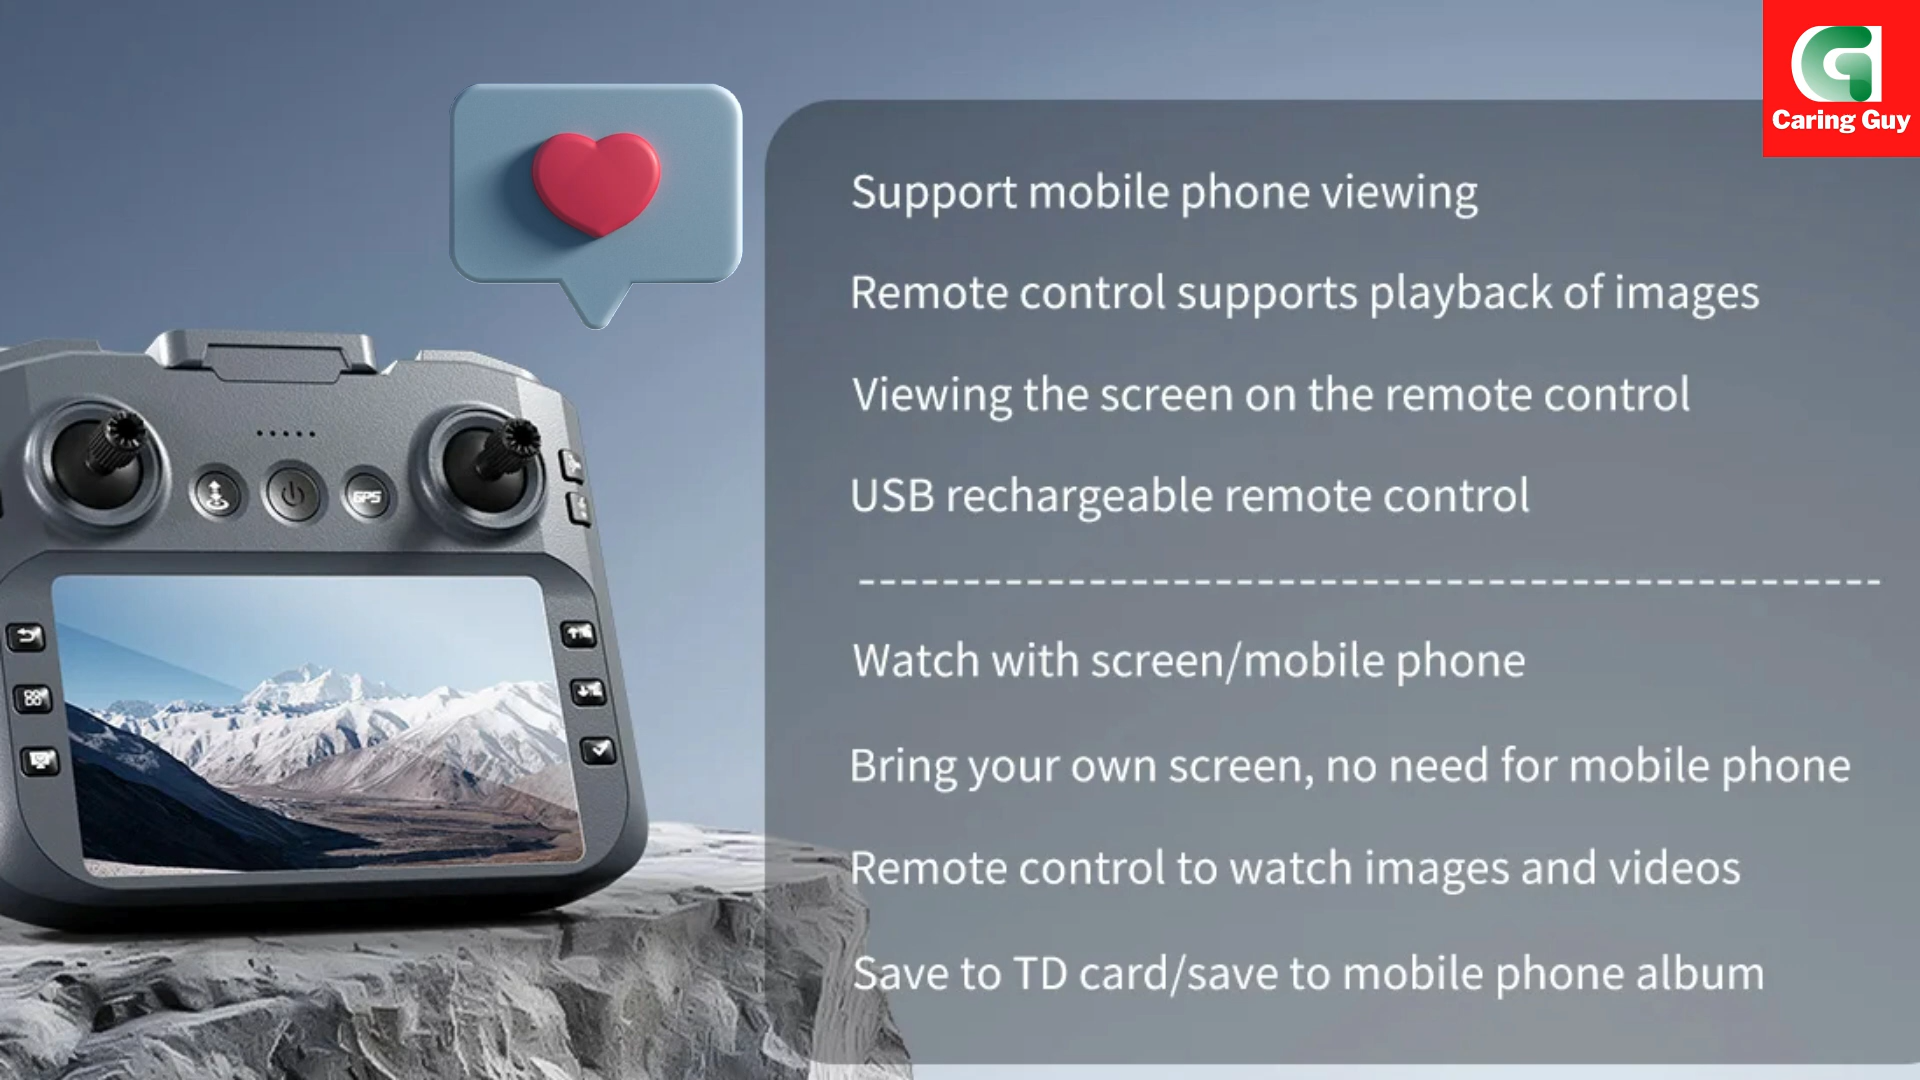 Caring Guy
Support mobile phone viewing
Remote control supports playback of images
Viewing the screen on the remote control
USB rechargeable remote control
Watch with screen/mobile phone
Bring your own screen, no need for mobile phone
Remote control to watch images and videos
Save to TD card/save to mobile phone album
GPS